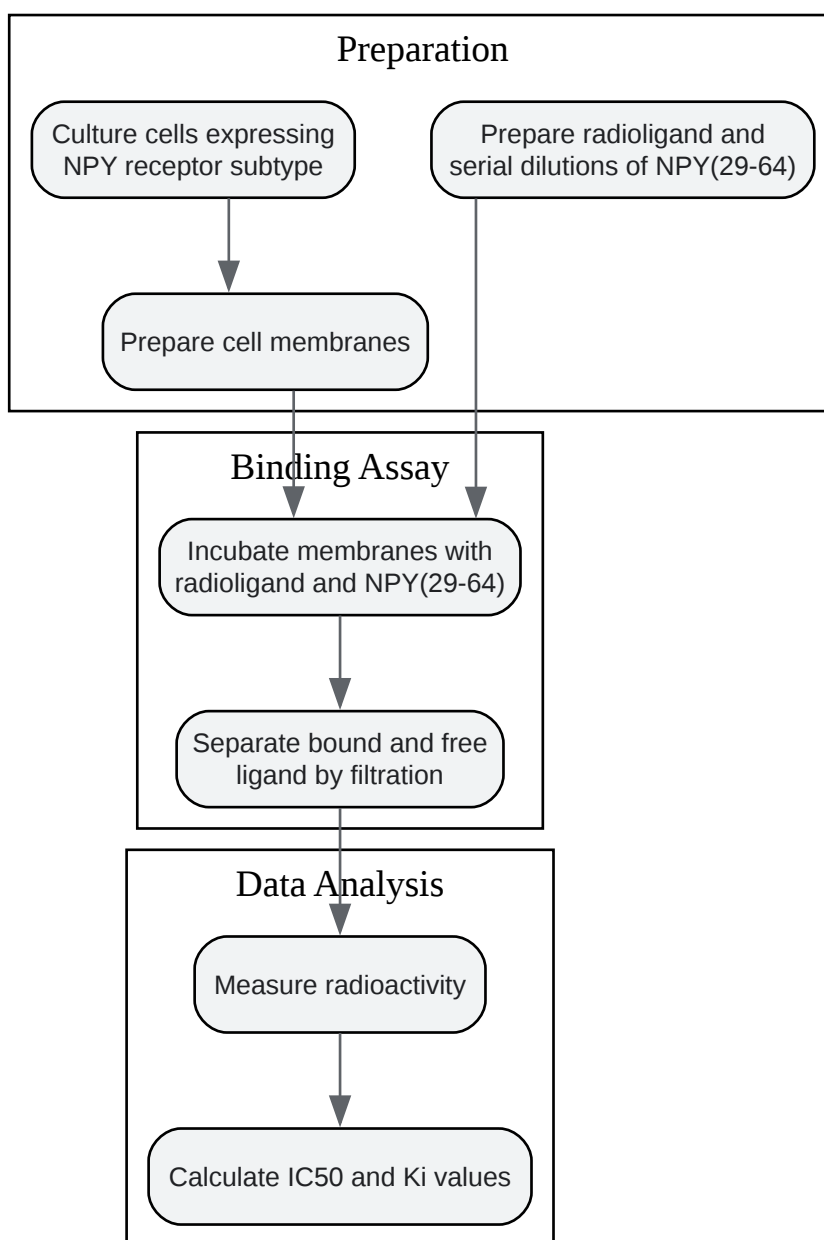 Preparation
Culture cells expressing
NPY receptor subtype
Prepare radioligand and
serial dilutions of NPY(29-64)
Prepare cell membranes
Binding Assay
Incubate membranes with
radioligand and NPY(29-64)
Separate bound and free
ligand by filtration
Data Analysis
Measure radioactivity
Calculate IC50 and Ki values